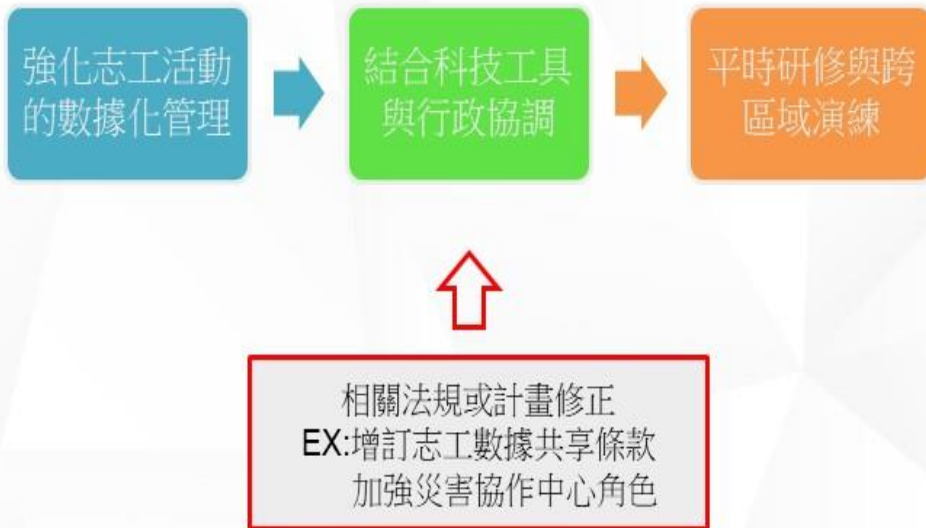 強化志工活動
的數據化管理
結合科技工具
與行政協調
平時研修與跨
區域演練
相關法規或計畫修正
EX:增訂志工數據共享條款
加強災害協作中心角色